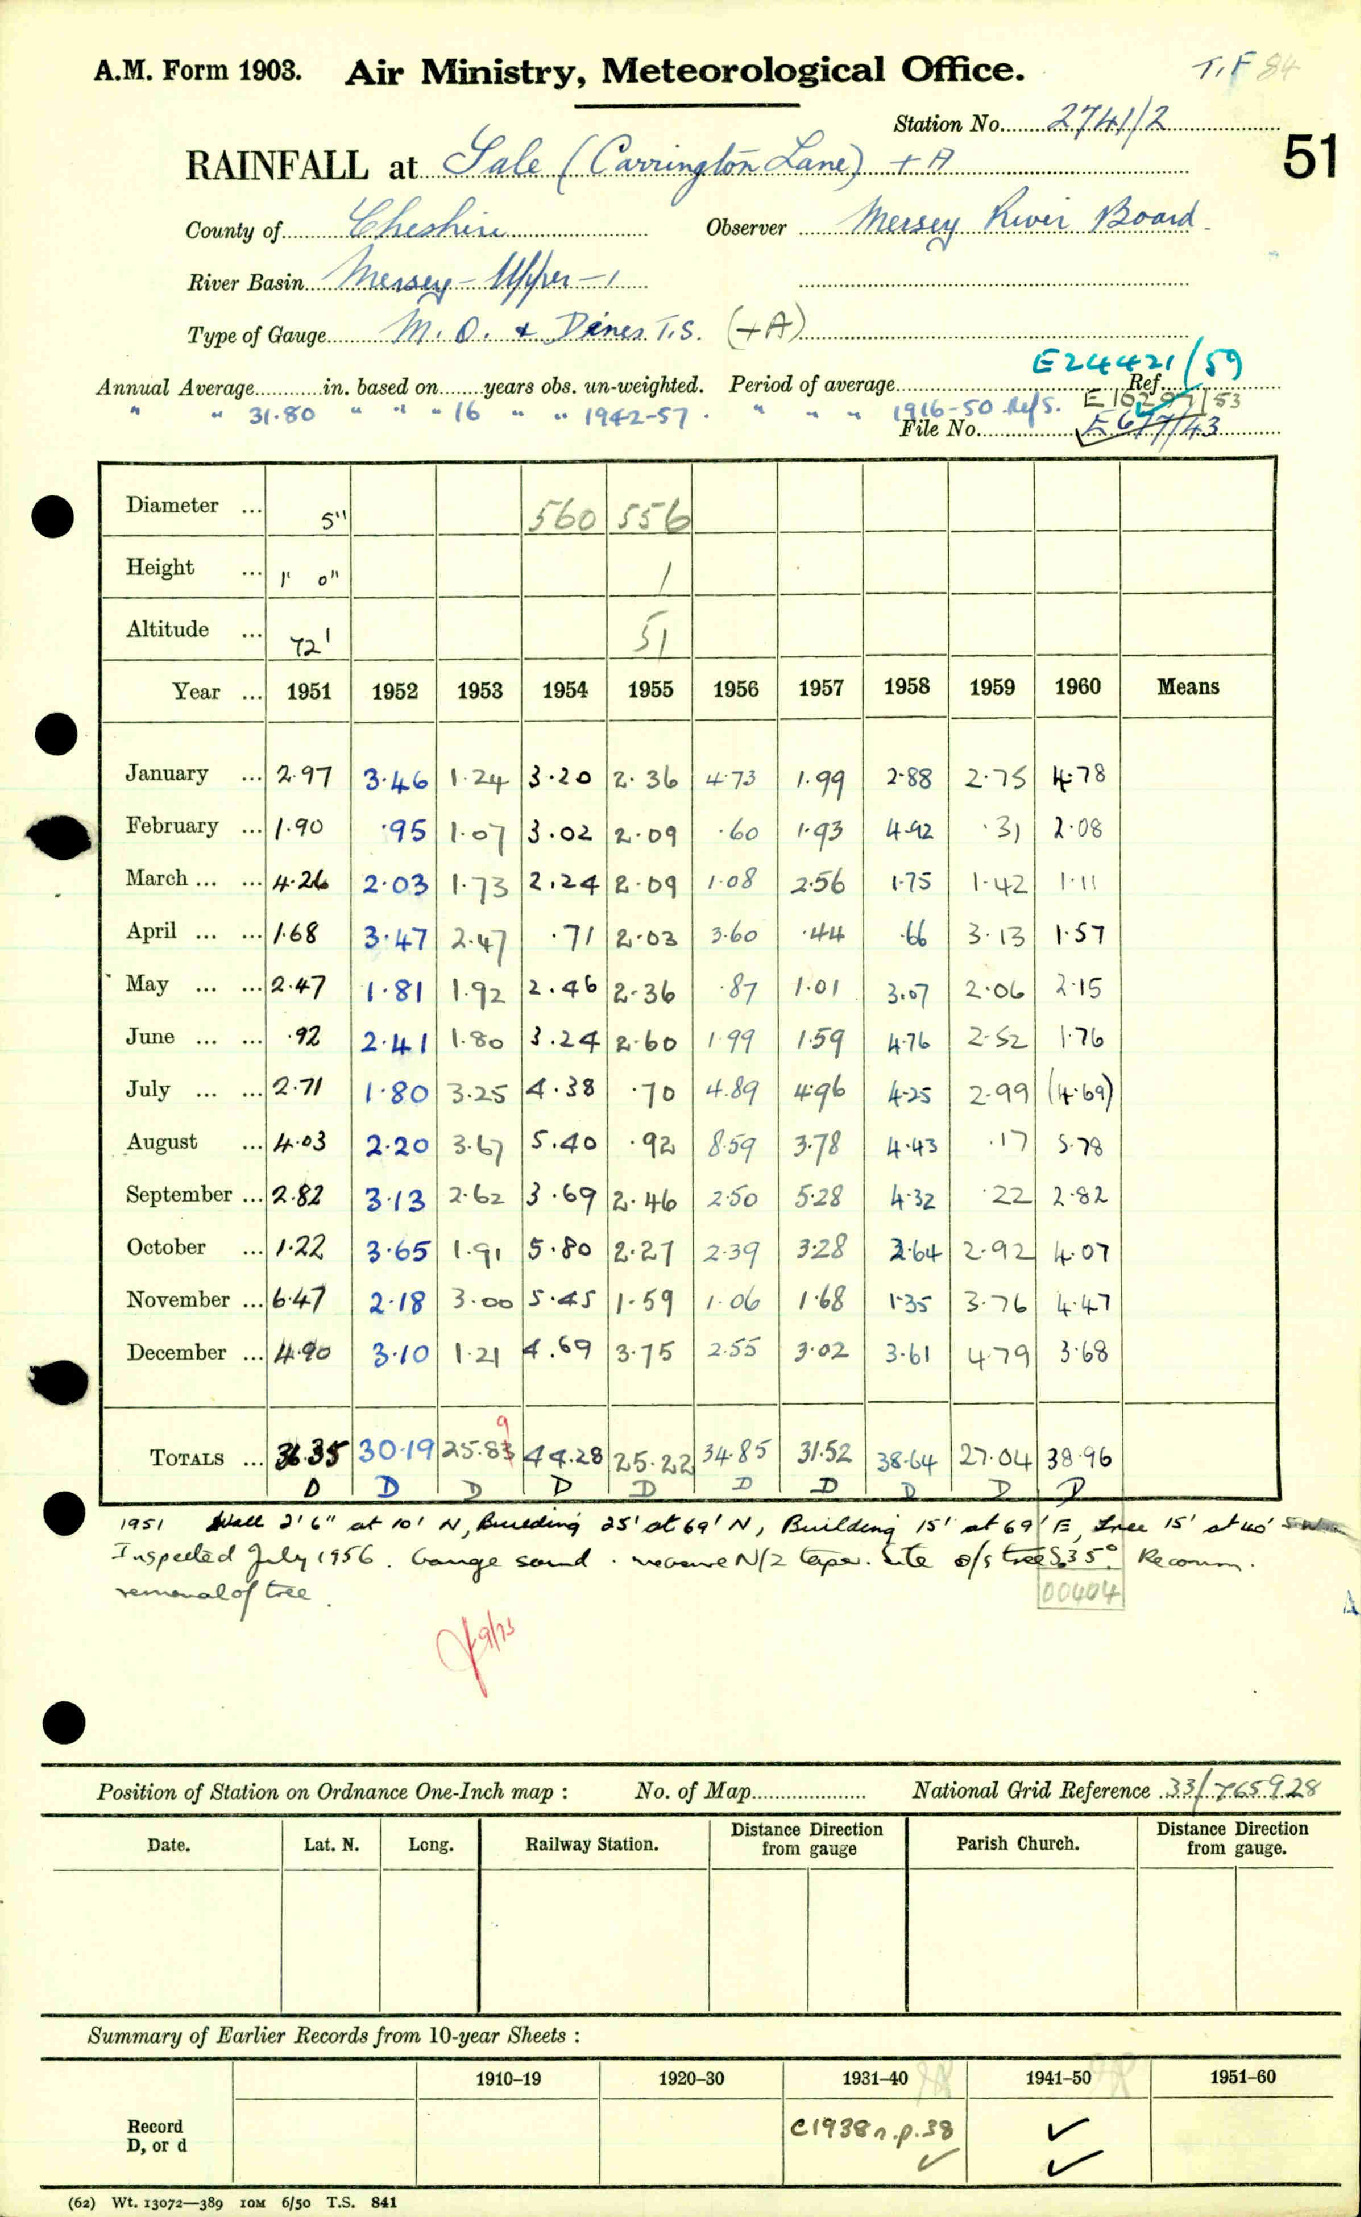 T.F 84
A.M. Form 1903. Air Ministry, Meteorological Office.
Station No. 2741/2
51
RAINFALL at Sale (Carrington Lane) + A
County of Cheshire Observer Mersey River Board
River Basin Mersey - Upper - 1
Type of Gauge M.O. & Dines T.S. (+A)
E24421/59
Annual Average in. based on years obs. un-weighted. Period of average Ref.
" " 31.80 " " " 16 " " 1942-57. " " " 1916-50 Refs. E16297/53
File No. E677/43
Diameter ... 5" 560 556
Height ... 1' 0" 1
Altitude ... 72' 51
Year ... 1951 1952 1953 1954 1955 1956 1957 1958 1959 1960 Means
January ... 2.97 3.46 1.24 3.20 2.36 4.73 1.99 2.88 2.75 4.78
February ... 1.90 .95 1.07 3.02 2.09 .60 1.93 4.92 .31 2.08
March ... ... 4.26 2.03 1.73 2.24 2.09 1.08 2.56 1.75 1.42 1.11
April ... ... 1.68 3.47 2.47 .71 2.03 3.60 .44 .66 3.13 1.57
May ... ... 2.47 1.81 1.92 2.46 2.36 .87 1.01 3.07 2.06 2.15
June ... ... .92 2.41 1.80 3.24 2.60 1.99 1.59 4.76 2.52 1.76
July ... ... 2.71 1.80 3.25 4.38 .70 4.89 4.96 4.25 2.99 (4.69)
August ... 4.03 2.20 3.67 5.40 .92 8.59 3.78 4.43 .17 5.78
September ... 2.82 3.13 2.62 3.69 2.46 2.50 5.28 4.32 .22 2.82
October ... 1.22 3.65 1.91 5.80 2.27 2.39 3.28 2.64 2.92 4.07
November ... 6.47 2.18 3.00 5.45 1.59 1.06 1.68 1.35 3.76 4.47
December ... 4.90 3.10 1.21 4.69 3.75 2.55 3.02 3.61 4.79 3.68
9
TOTALS ... 36.35 30.19 25.83 44.28 25.22 34.85 31.52 38.64 27.04 38.96
D D D D D D D D D D
1951 Wall 2'6" at 10' N, Building 25' at 69' N, Building 15' at 69' E, tree 15' at 40' SW
Inspected July 1956. Gauge sound. measure N/2 taper. Site o/s tree S35° Recomm.
removal of tree.
00404
9/73
Position of Station on Ordnance One-Inch map : No. of Map National Grid Reference 33/765928
Date. Lat. N. Long. Railway Station. Distance Direction from gauge Parish Church. Distance Direction from gauge.
Summary of Earlier Records from 10-year Sheets :
1910–19 1920–30 1931–40 1941–50 1951–60
Record
D, or d
C1938 n.p.38 ✓ ✓ ✓
(62) Wt. 13072—389 10M 6/50 T.S. 841